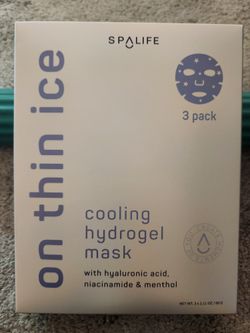 SPALIFE
on thin ice
3 pack
cooling
hydrogel
mask
with hyaluronic acid,
niacinamide & menthol